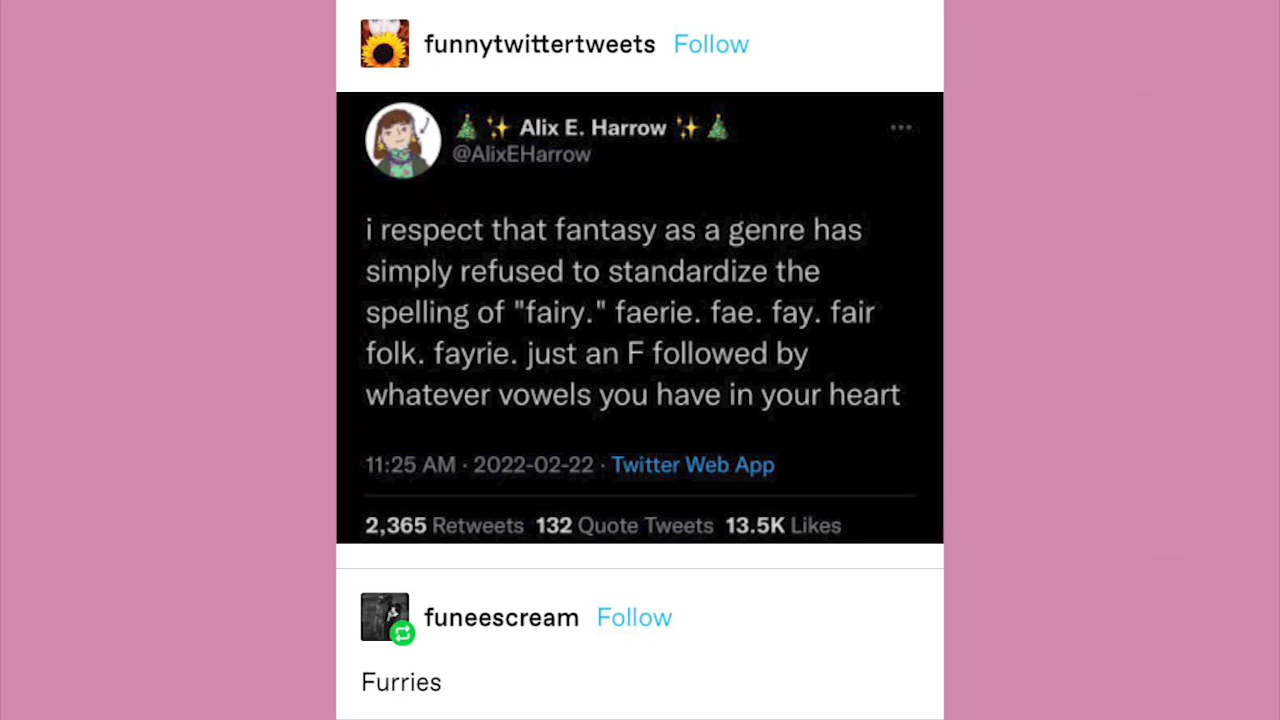 funnytwittertweets Follow
🎄✨ Alix E. Harrow ✨🎄
@AlixEHarrow
i respect that fantasy as a genre has
simply refused to standardize the
spelling of "fairy." faerie. fae. fay. fair
folk. fayrie. just an F followed by
whatever vowels you have in your heart
11:25 AM · 2022-02-22 · Twitter Web App
2,365 Retweets 132 Quote Tweets 13.5K Likes
funeescream Follow
Furries